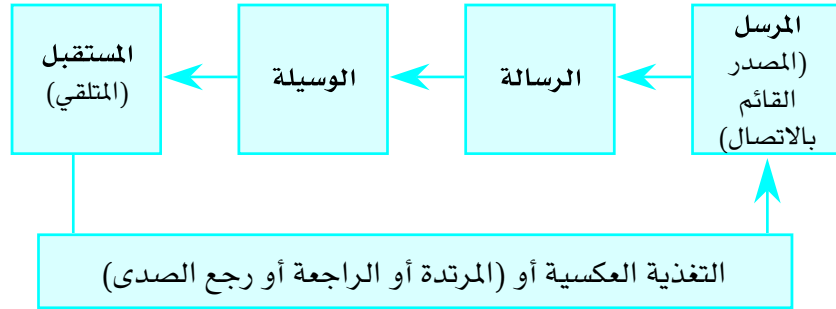 المرسل
(المصدر
القائم
بالاتصال)
الرسالة
الوسيلة
المستقبل
(المتلقي)
التغذية العكسية أو (المرتدة أو الراجعة أو رجع الصدى)